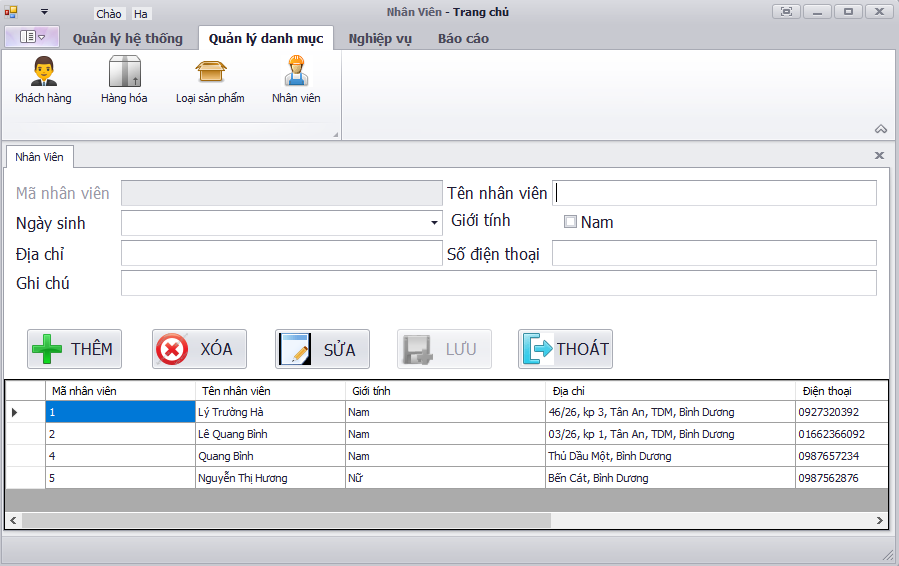 Chào Ha
Nhân Viên - Trang chủ
Quản lý hệ thống Quản lý danh mục Nghiệp vụ Báo cáo
Khách hàng Hàng hóa Loại sản phẩm Nhân viên
Nhân Viên
Mã nhân viên Tên nhân viên
Ngày sinh Giới tính Nam
Địa chỉ Số điện thoại
Ghi chú
THÊM XÓA SỬA LƯU THOÁT
Mã nhân viên Tên nhân viên Giới tính Địa chỉ Điện thoại
1 Lý Trường Hà Nam 46/26, kp 3, Tân An, TDM, Bình Dương 0927320392
2 Lê Quang Bình Nam 03/26, kp 1, Tân An, TDM, Bình Dương 01662366092
4 Quang Bình Nam Thủ Dầu Một, Bình Dương 0987657234
5 Nguyễn Thị Hương Nữ Bến Cát, Bình Dương 0987562876